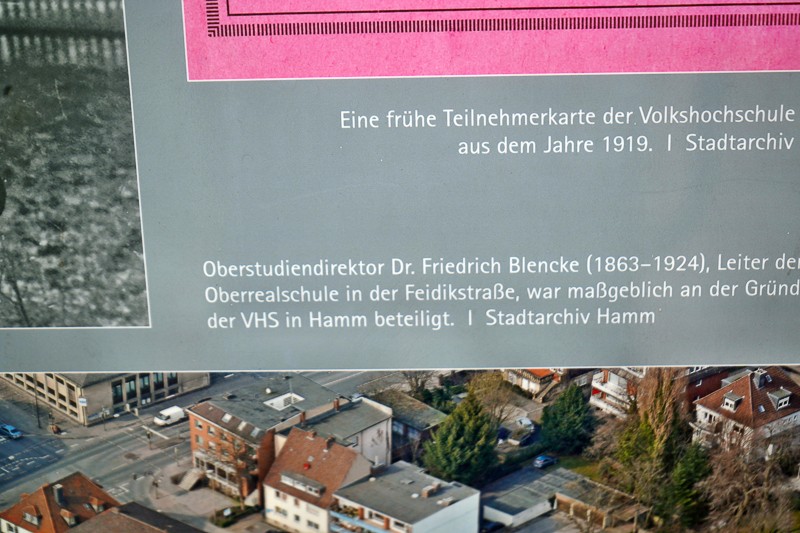 Eine frühe Teilnehmerkarte der Volkshochschule
aus dem Jahre 1919. | Stadtarchiv
Oberstudiendirektor Dr. Friedrich Blencke (1863–1924), Leiter der
Oberrealschule in der Feidikstraße, war maßgeblich an der Gründ
der VHS in Hamm beteiligt. | Stadtarchiv Hamm